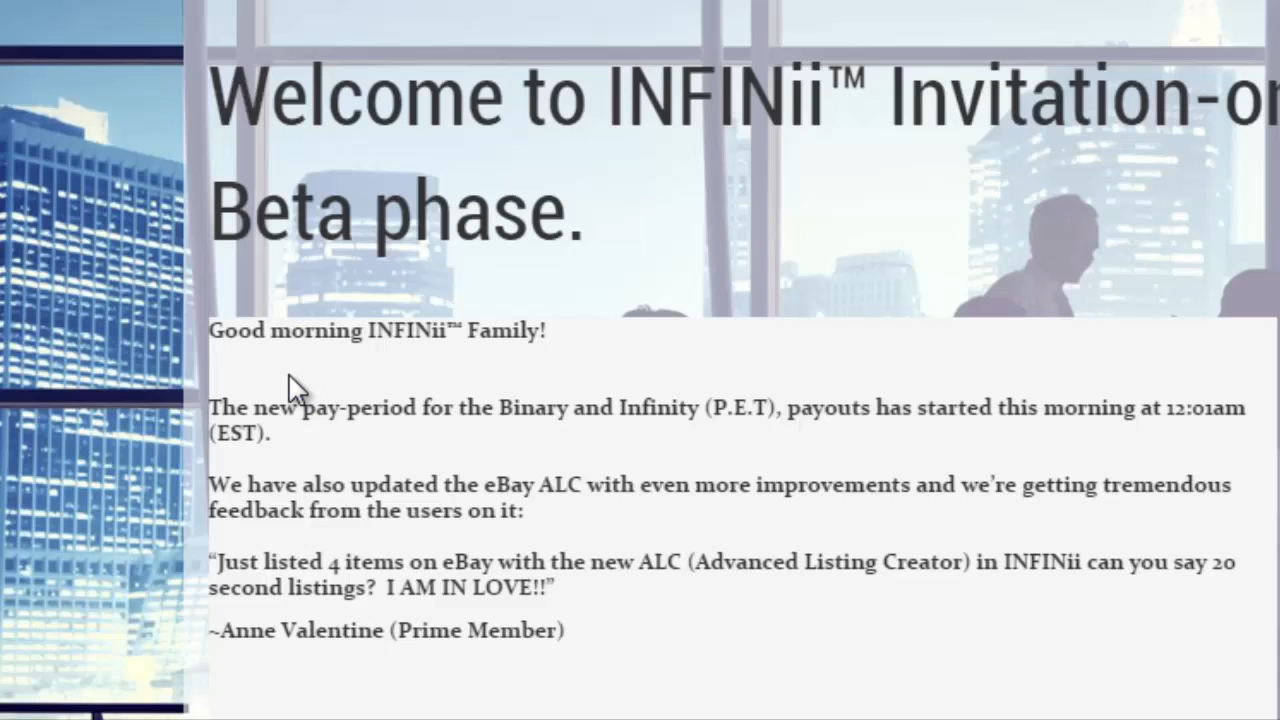 Welcome to INFINii™ Invitation-on
Beta phase.
Good morning INFINii™ Family!
The new pay-period for the Binary and Infinity (P.E.T), payouts has started this morning at 12:01am
(EST).
We have also updated the eBay ALC with even more improvements and we're getting tremendous
feedback from the users on it:
“Just listed 4 items on eBay with the new ALC (Advanced Listing Creator) in INFINii can you say 20
second listings?  I AM IN LOVE!!”
~Anne Valentine (Prime Member)